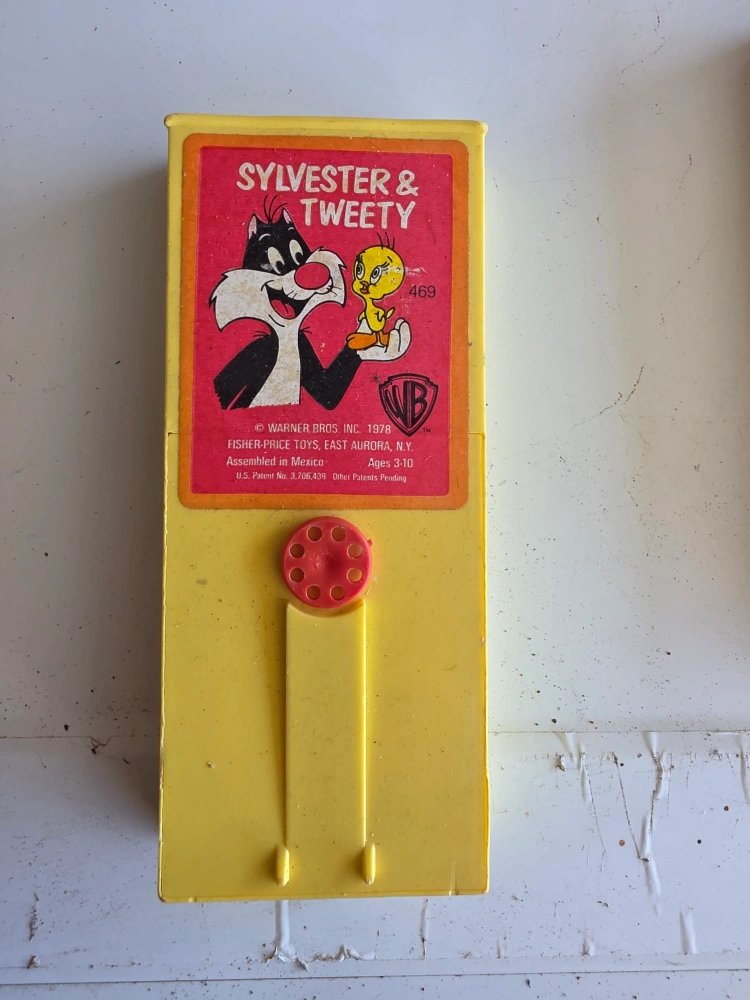 SYLVESTER &
TWEETY
469
WB
TM
© WARNER BROS. INC. 1978
FISHER-PRICE TOYS, EAST AURORA, N.Y.
Assembled in Mexico Ages 3-10
U.S. Patent No. 3,706,439 Other Patents Pending